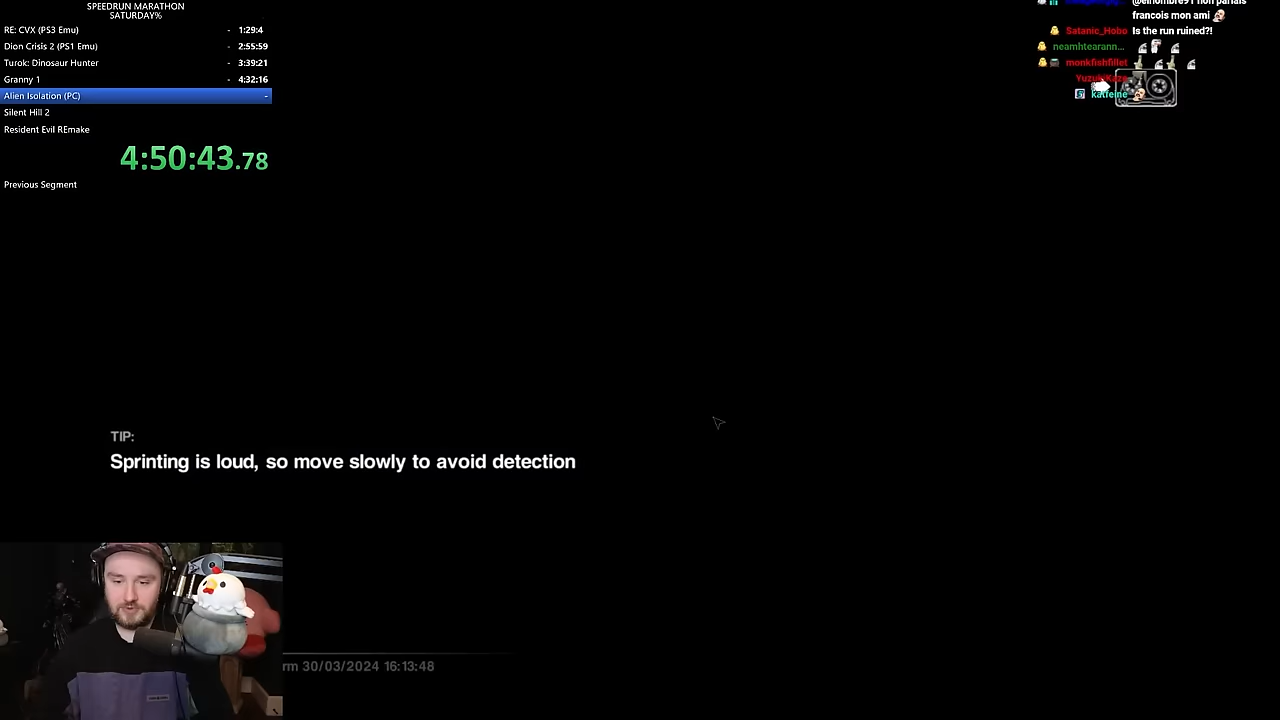 SPEEDRUN MARATHON
SATURDAY%
RE: CVX (PS3 Emu) - 1:29:4
Dion Crisis 2 (PS1 Emu) - 2:55:59
Turok: Dinosaur Hunter - 3:39:21
Granny 1 - 4:32:16
Alien Isolation (PC) -
Silent Hill 2
Resident Evil REmake
4:50:43.78
Previous Segment
francois mon ami
Satanic_Hobo Is the run ruined?!
neamhtearann...
monkfishfillet
katfeine
TIP:
Sprinting is loud, so move slowly to avoid detection
rm 30/03/2024 16:13:48